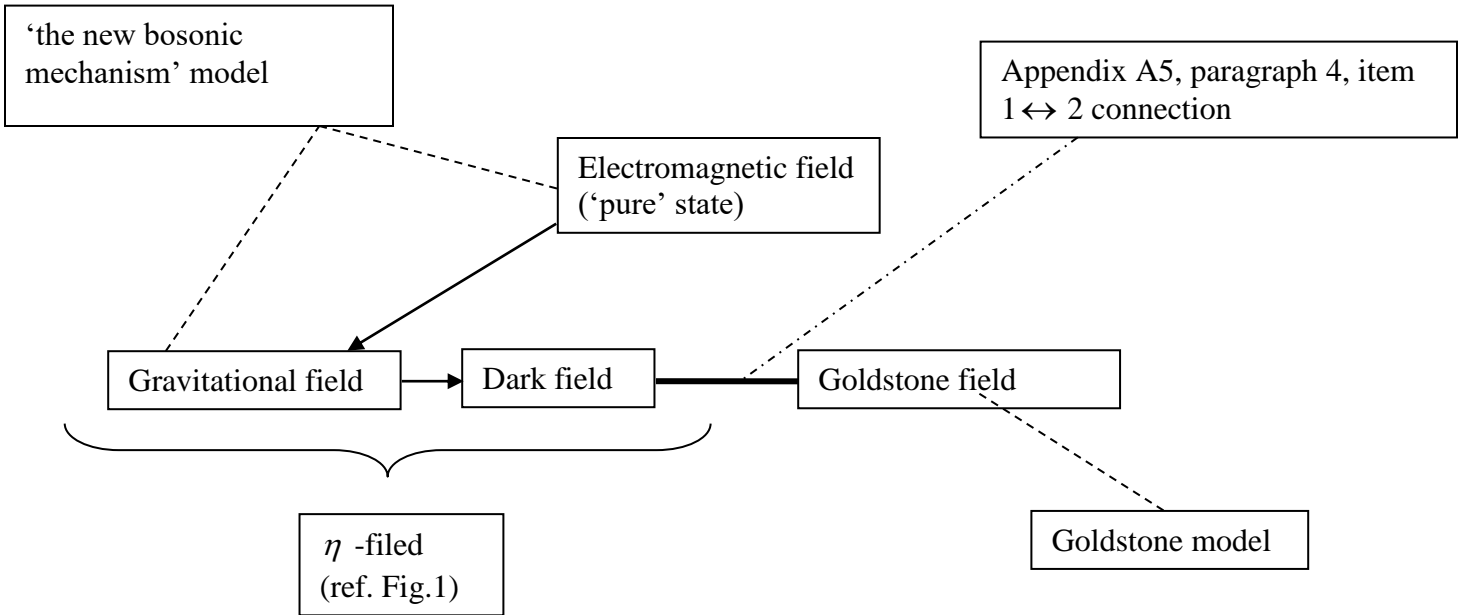 ‘the new bosonic
mechanism’ model
Appendix A5, paragraph 4, item
1↔ 2 connection
Electromagnetic field
(‘pure’ state)
Gravitational field
Dark field
Goldstone field
η -filed
(ref. Fig.1)
Goldstone model